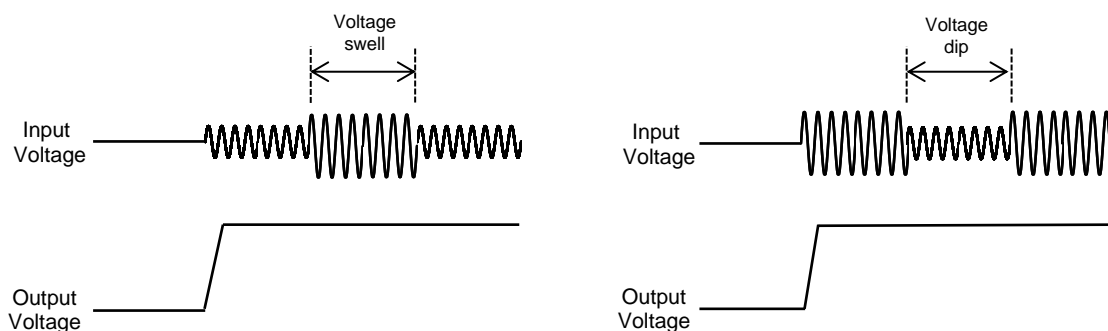 Voltage
swell
Input
Voltage
Output
Voltage
Voltage
dip
Input
Voltage
Output
Voltage